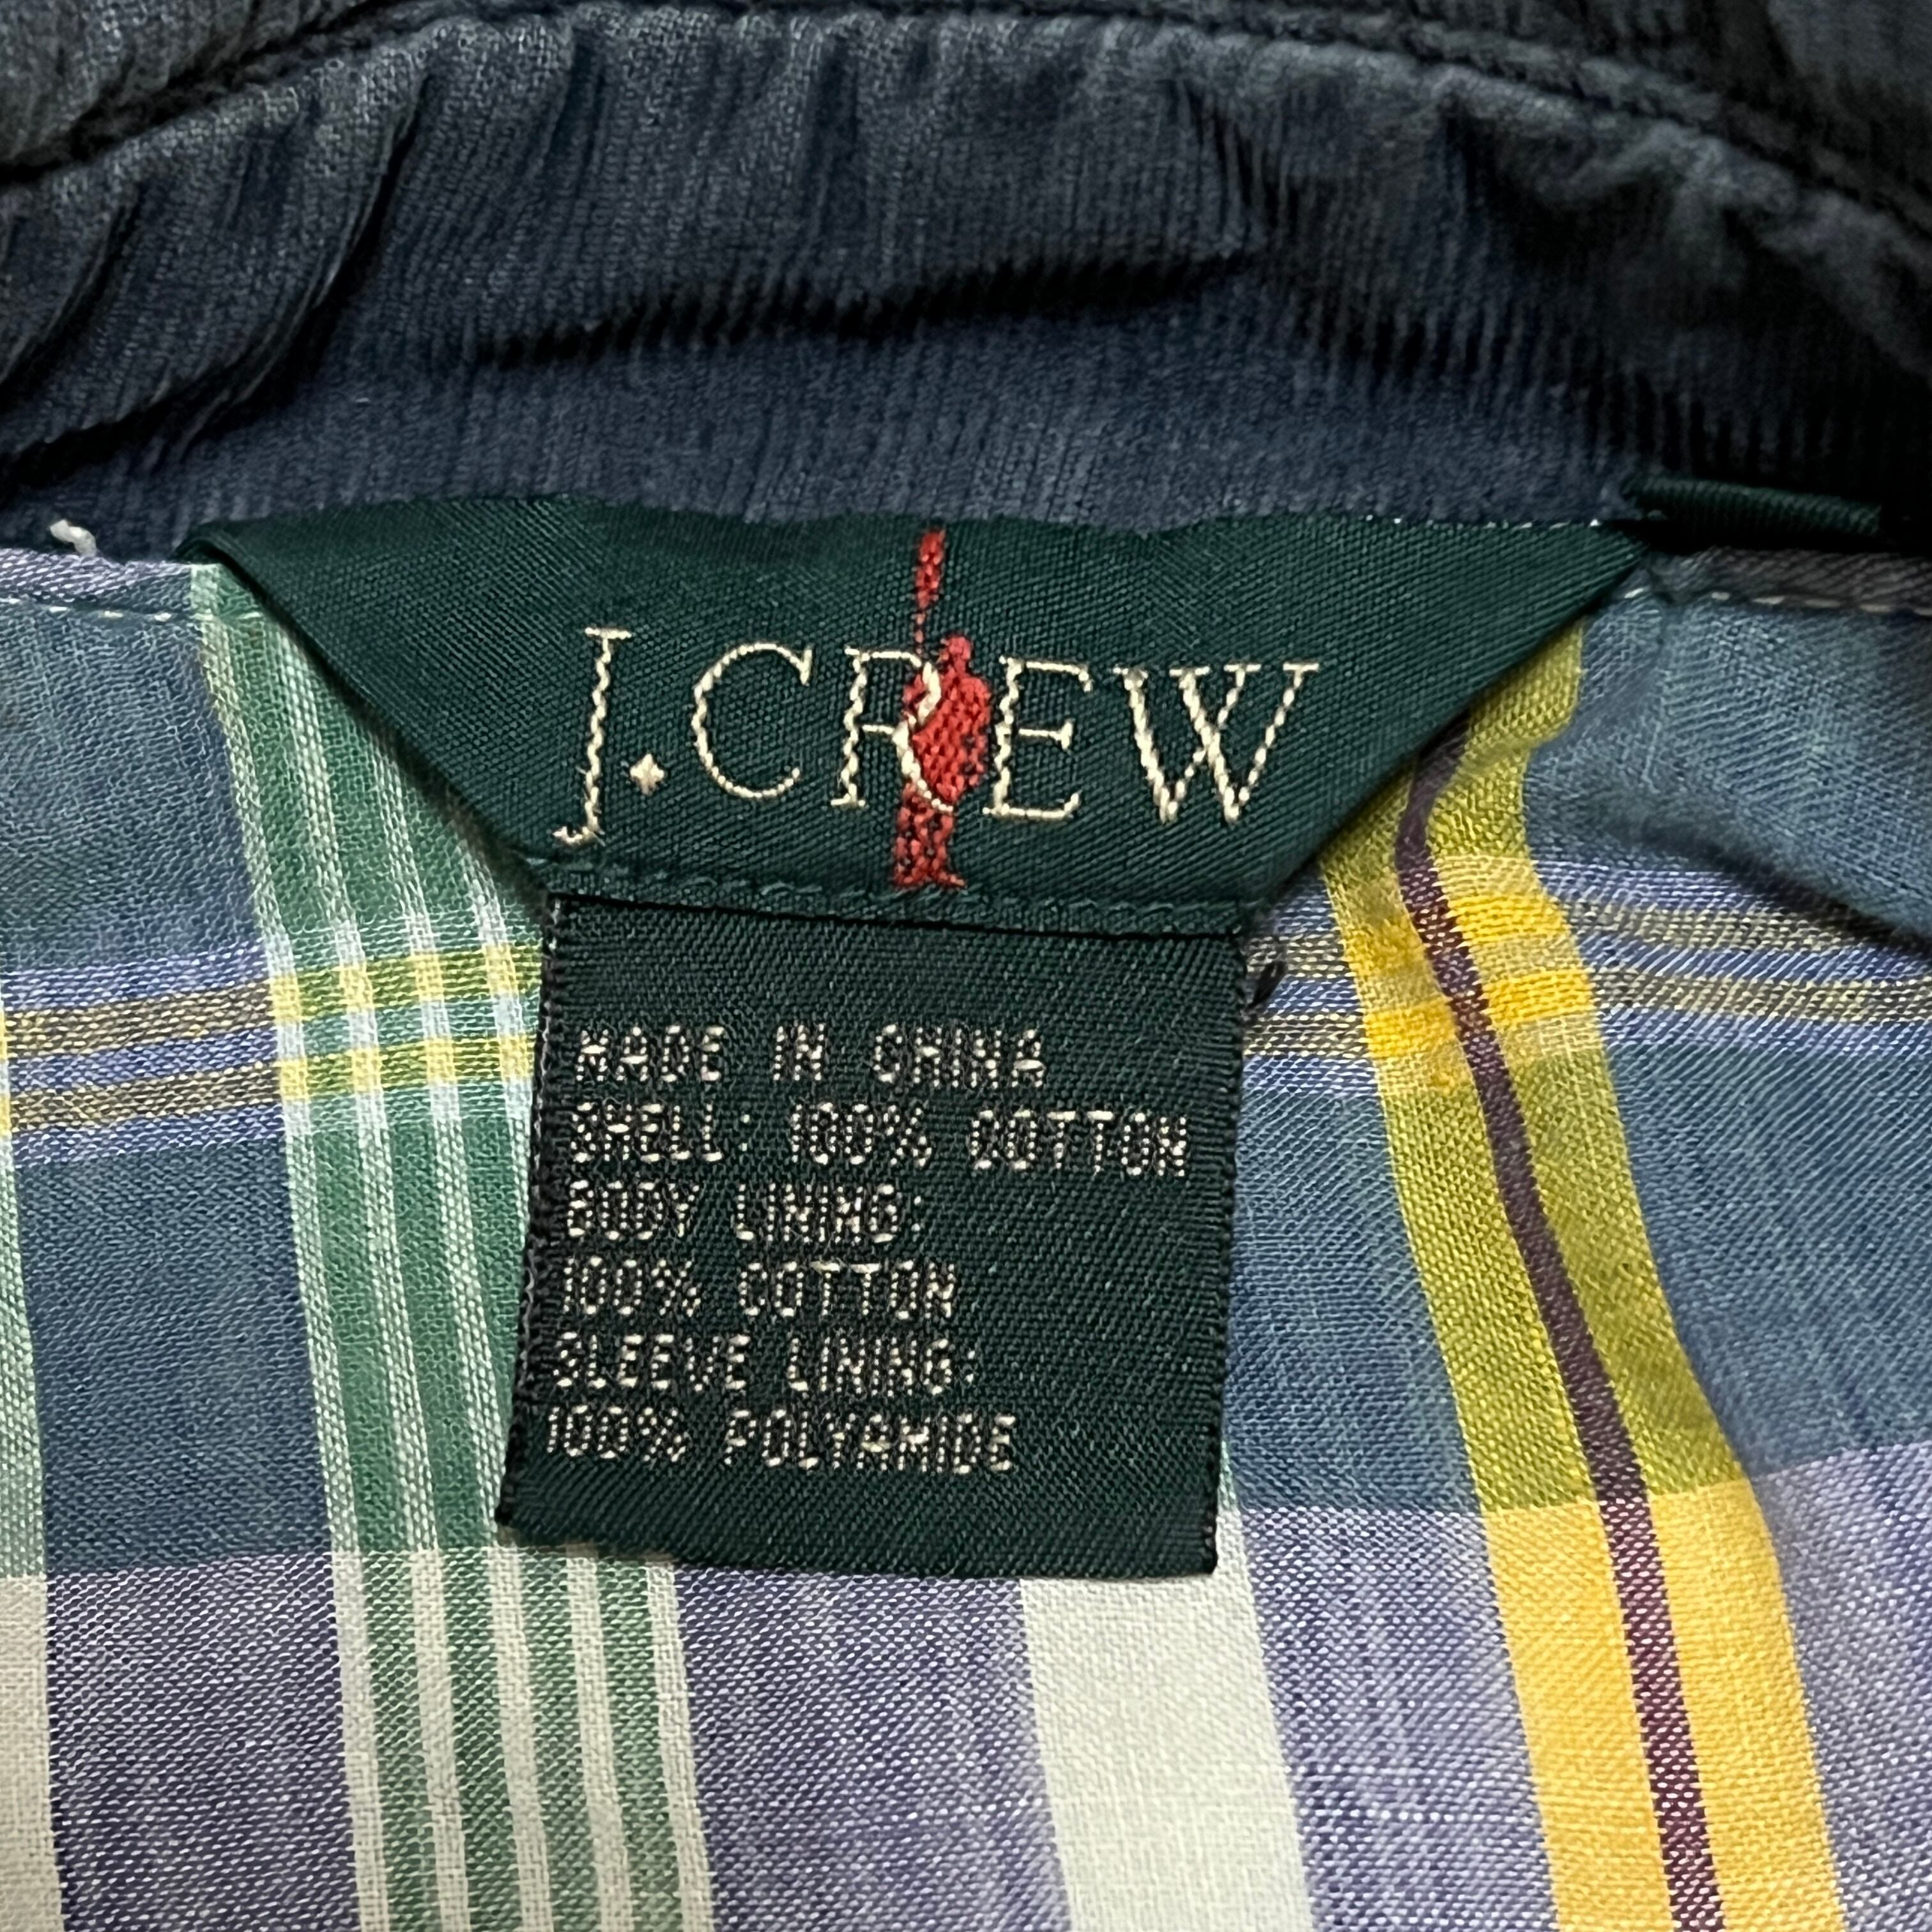 J.CREW
MADE IN CHINA
SHELL: 100% COTTON
BODY LINING:
100% COTTON
SLEEVE LINING:
100% POLYAMIDE